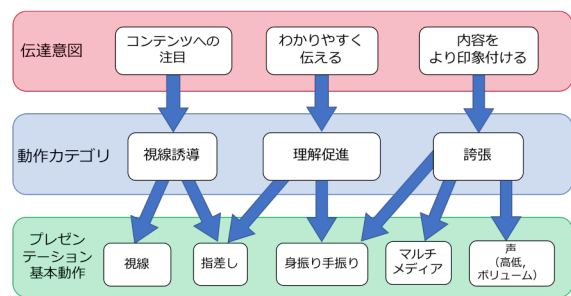 伝達意図
コンテンツへの
注目
わかりやすく
伝える
内容を
より印象付ける
動作カテゴリ
視線誘導
理解促進
誇張
プレゼン
テーション
基本動作
視線
指差し
身振り手振り
マルチ
メディア
声
(高低,
ボリューム)